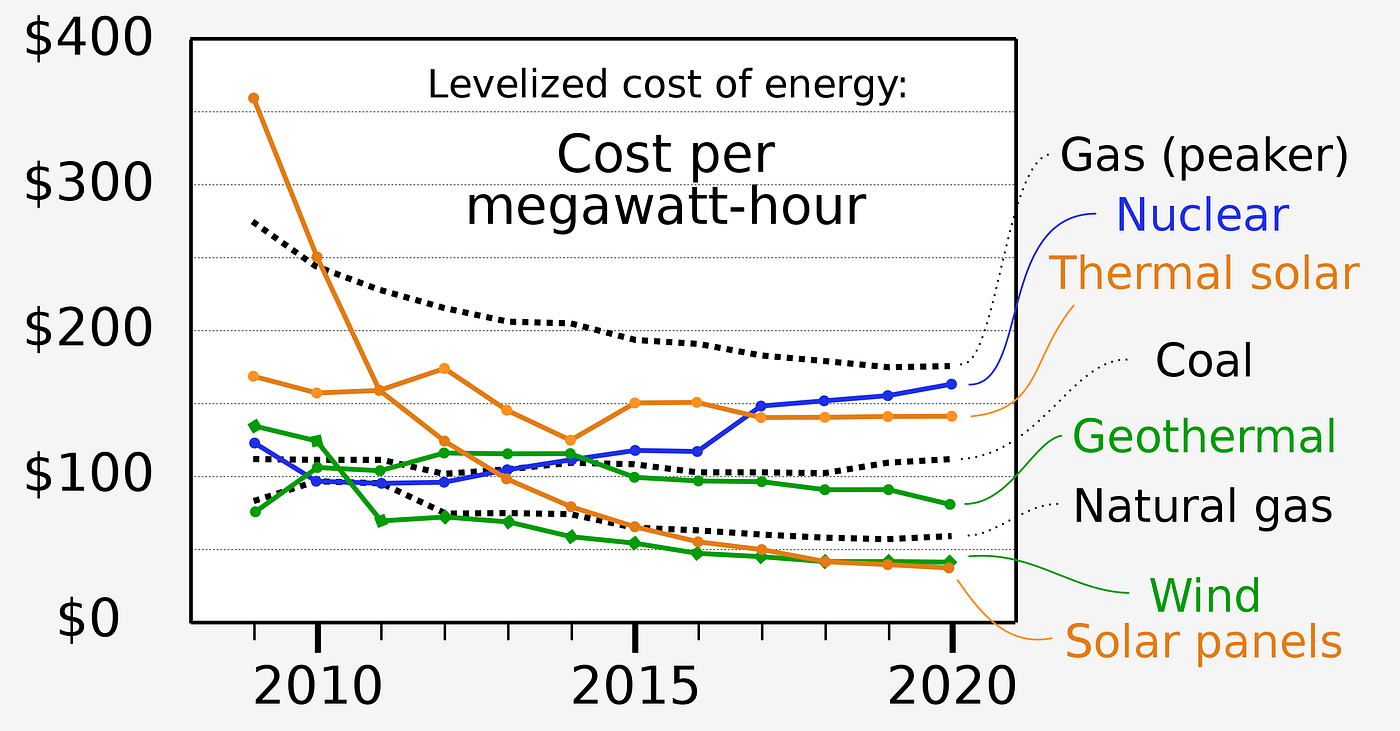 $400
Levelized cost of energy:
Cost per
megawatt-hour
Gas (peaker)
$300
Nuclear
Thermal solar
$200
Coal
Geothermal
$100
Natural gas
Wind
$0
Solar panels
2010 2015 2020